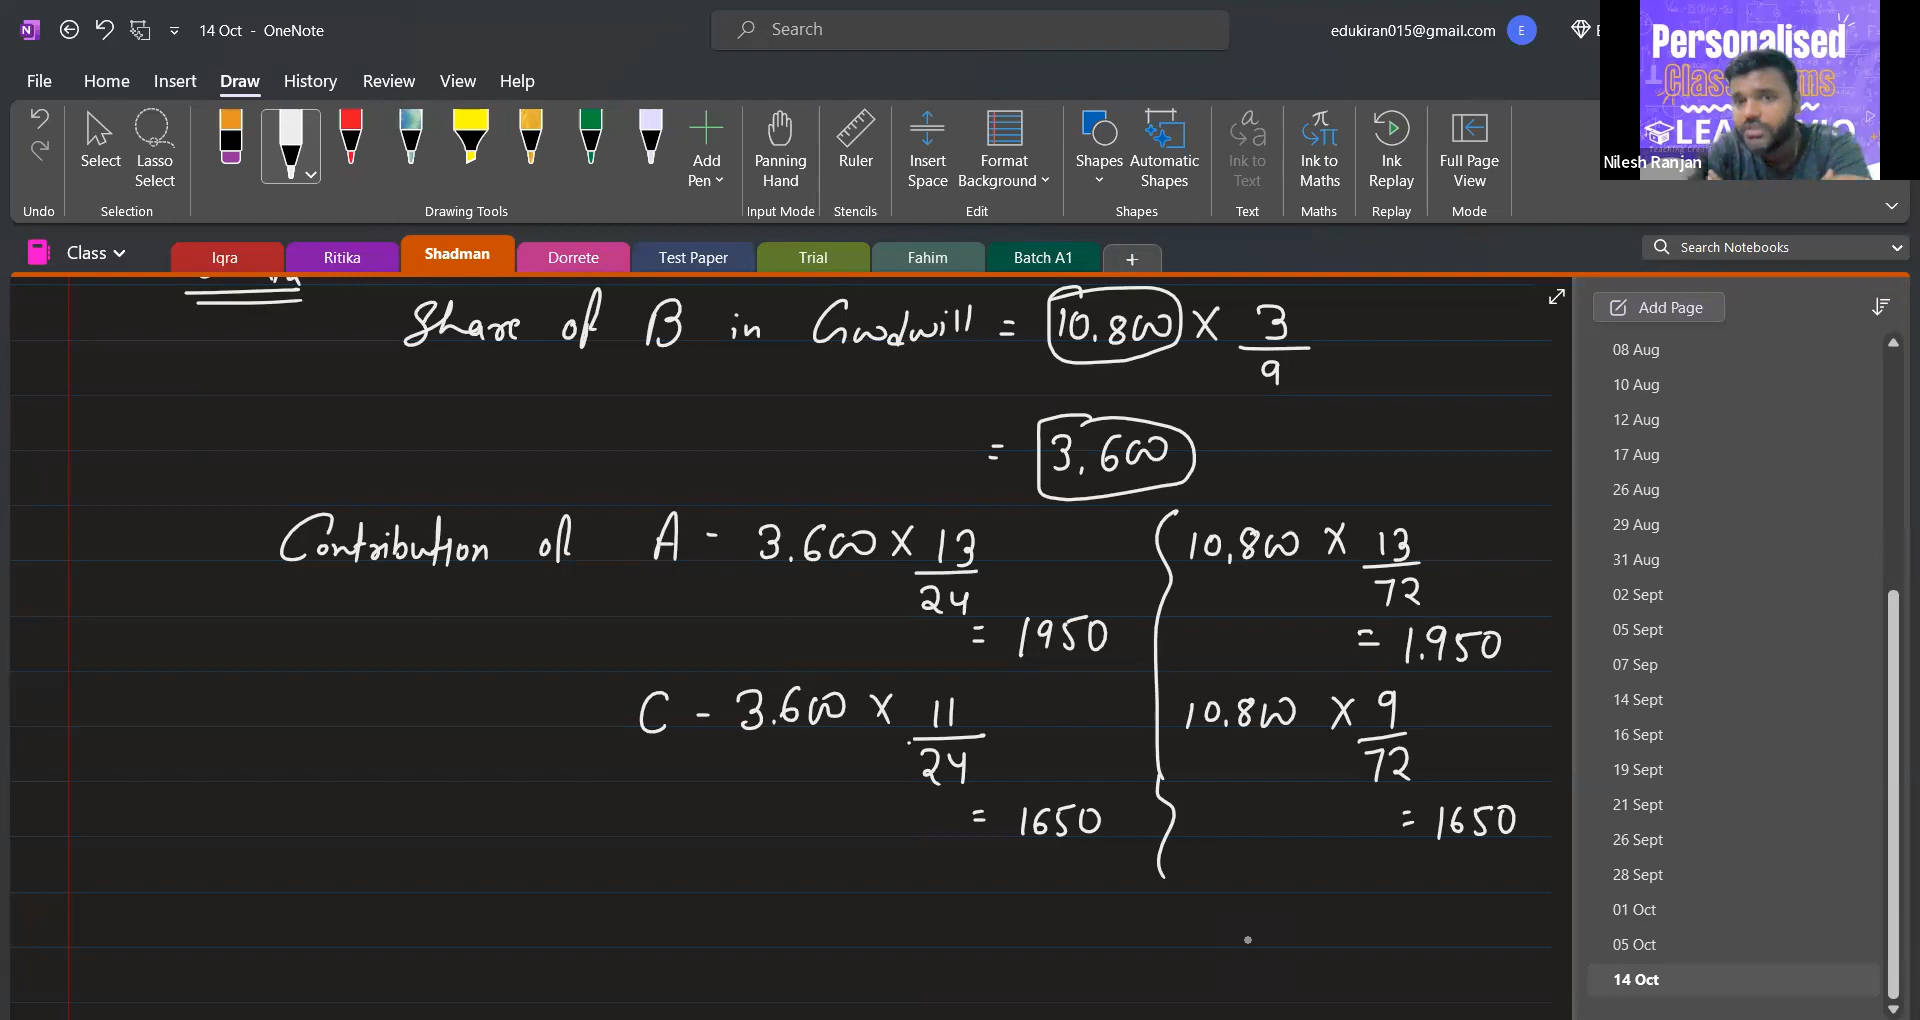 14 Oct - OneNote
Search
edukiran015@gmail.com E
Personalised
Nilesh Ranjan
File Home Insert Draw History Review View Help
Select
Lasso Select
Add Pen
Panning Hand
Ruler
Insert Space
Format Background
Shapes
Automatic Shapes
Ink to Text
Ink to Maths
Ink Replay
Full Page View
Undo Selection Drawing Tools Input Mode Stencils Edit Shapes Text Maths Replay Mode
Class Iqra Ritika Shadman Dorrete Test Paper Trial Fahim Batch A1 +
Search Notebooks
Share of B in Goodwill = 10,800 × 3/9
= 3,600
Contribution of A - 3,600 × 13/24
= 1950
C - 3,600 × 11/24
= 1650
10,800 × 13/72
= 1,950
10,800 × 9/72
= 1650
Add Page
08 Aug
10 Aug
12 Aug
17 Aug
26 Aug
29 Aug
31 Aug
02 Sept
05 Sept
07 Sep
14 Sept
16 Sept
19 Sept
21 Sept
26 Sept
28 Sept
01 Oct
05 Oct
14 Oct